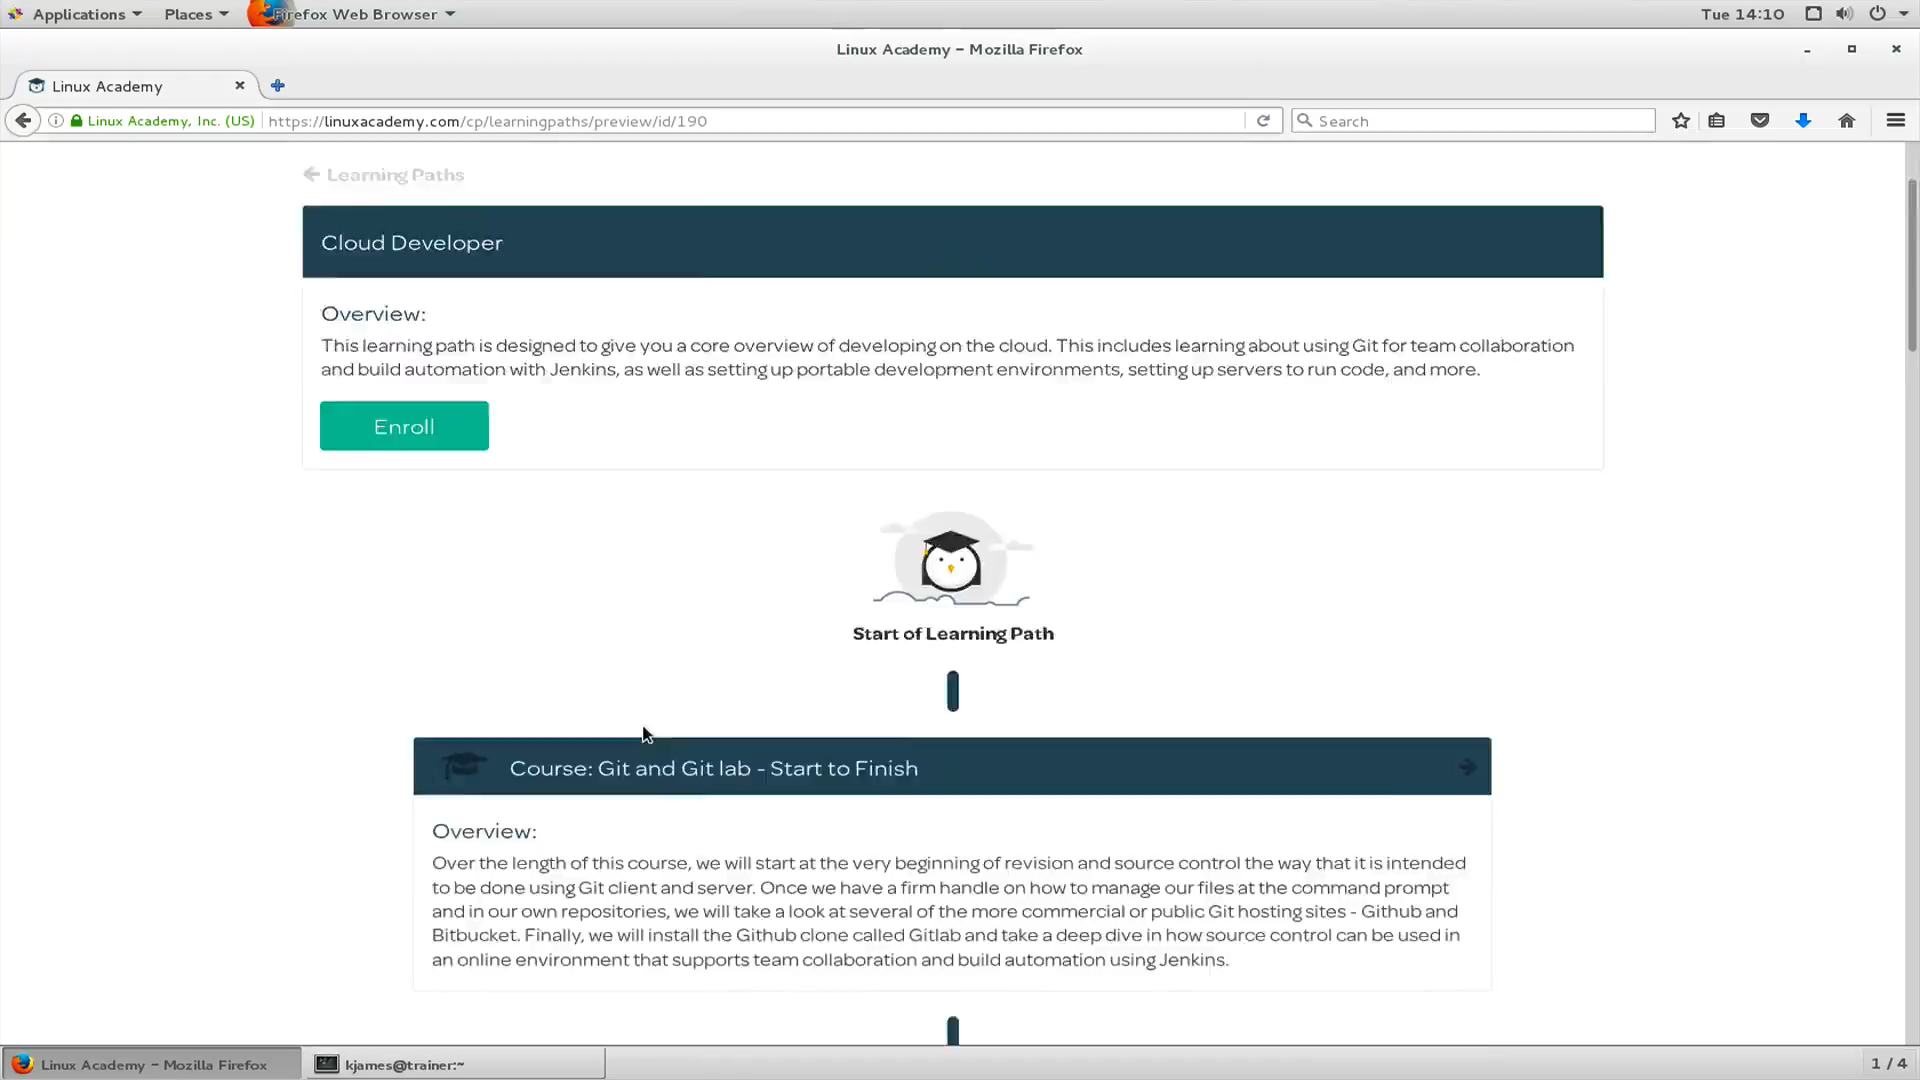 Applications
Places
Firefox Web Browser
Tue 14:10
Linux Academy - Mozilla Firefox
Linux Academy
Linux Academy, Inc. (US)
https://linuxacademy.com/cp/learningpaths/preview/id/190
Search
Learning Paths
Cloud Developer
Overview:
This learning path is designed to give you a core overview of developing on the cloud. This includes learning about using Git for team collaboration
and build automation with Jenkins, as well as setting up portable development environments, setting up servers to run code, and more.
Enroll
Start of Learning Path
Course: Git and Git lab - Start to Finish
Overview:
Over the length of this course, we will start at the very beginning of revision and source control the way that it is intended
to be done using Git client and server. Once we have a firm handle on how to manage our files at the command prompt
and in our own repositories, we will take a look at several of the more commercial or public Git hosting sites - Github and
Bitbucket. Finally, we will install the Github clone called Gitlab and take a deep dive in how source control can be used in
an online environment that supports team collaboration and build automation using Jenkins.
Linux Academy - Mozilla Firefox
kjames@trainer:~
1 / 4